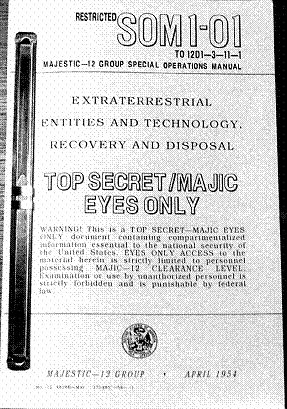 RESTRICTED
SOM1-01
TO 12D1-3-11-1
MAJESTIC-12 GROUP SPECIAL OPERATIONS MANUAL
EXTRATERRESTRIAL
ENTITIES AND TECHNOLOGY,
RECOVERY AND DISPOSAL
TOP SECRET/MAJIC
EYES ONLY
WARNING! This is a TOP SECRET-MAJIC EYES
ONLY document containing compartmentalized
information essential to the national security of
the United States. EYES ONLY ACCESS to the
material herein is strictly limited to personnel
possessing MAJIC-12 CLEARANCE LEVEL.
Examination or use by unauthorized personnel is
strictly forbidden and is punishable by federal
law.
MAJESTIC-12 GROUP • APRIL 1954